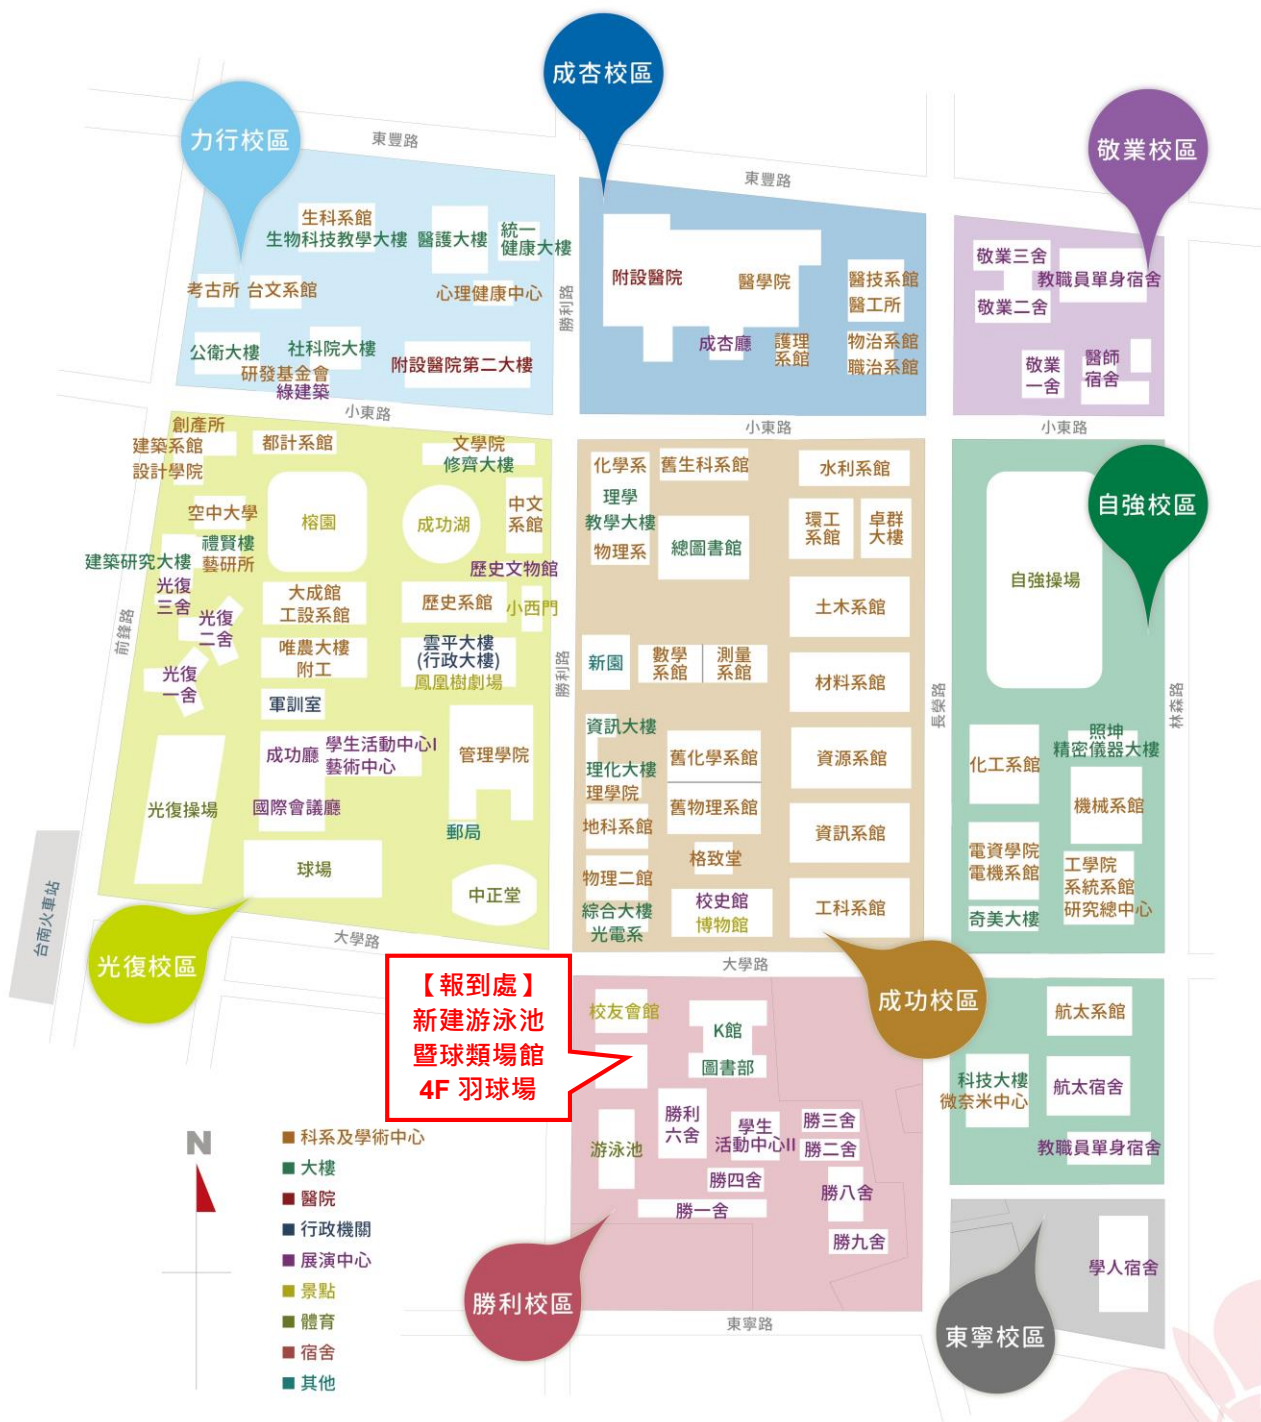 成杏校區
力行校區
敬業校區
東豐路
東豐路
生科系館
生物科技教學大樓
醫護大樓
統一
健康大樓
考古所
台文系館
心理健康中心
公衛大樓
社科院大樓
研發基金會
綠建築
附設醫院第二大樓
勝利路
附設醫院
醫學院
醫技系館
醫工所
成杏廳
護理
系館
物治系館
職治系館
敬業三舍
教職員單身宿舍
敬業二舍
敬業
一舍
醫師
宿舍
小東路
小東路
小東路
創產所
建築系館
設計學院
都計系館
文學院
修齊大樓
空中大學
榕園
成功湖
中文
系館
禮賢樓
藝研所
建築研究大樓
歷史文物館
光復
三舍
大成館
工設系館
歷史系館
小西門
光復
二舍
唯農大樓
附工
雲平大樓
(行政大樓)
鳳凰樹劇場
光復
一舍
軍訓室
成功廳
學生活動中心I
藝術中心
管理學院
國際會議廳
光復操場
郵局
球場
中正堂
前鋒路
台南火車站
光復校區
大學路
勝利路
化學系
理學
教學大樓
物理系
舊生科系館
總圖書館
水利系館
環工
系館
卓群
大樓
土木系館
新園
數學
系館
測量
系館
材料系館
資訊大樓
理化大樓
理學院
舊化學系館
資源系館
地科系館
舊物理系館
資訊系館
格致堂
物理二館
綜合大樓
光電系
校史館
博物館
工科系館
大學路
成功校區
長榮路
自強校區
自強操場
林森路
照坤
精密儀器大樓
化工系館
機械系館
電資學院
電機系館
工學院
系統系館
研究總中心
奇美大樓
航太系館
科技大樓
微奈米中心
航太宿舍
教職員單身宿舍
【報到處】
新建游泳池
暨球類場館
4F 羽球場
校友會館
K館
圖書部
勝利
六舍
學生
活動中心II
勝三舍
勝二舍
游泳池
勝四舍
勝八舍
勝一舍
勝九舍
勝利校區
東寧路
學人宿舍
東寧校區
N
科系及學術中心
大樓
醫院
行政機關
展演中心
景點
體育
宿舍
其他